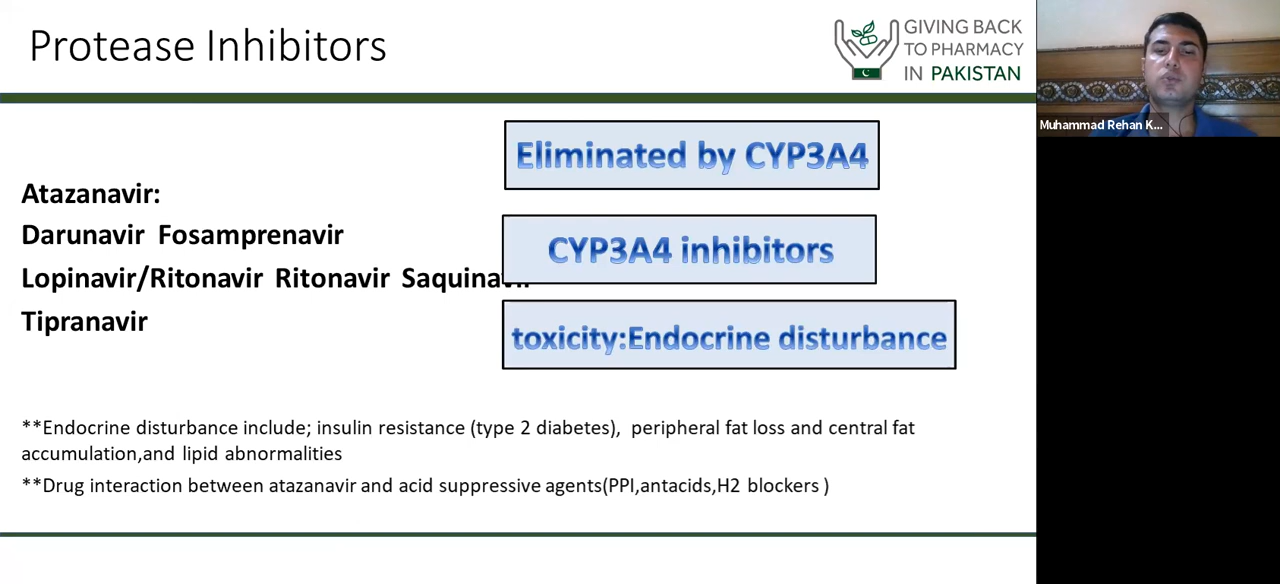 Protease Inhibitors
GIVING BACK
TO PHARMACY
IN PAKISTAN
Muhammad Rehan K...
Eliminated by CYP3A4
Atazanavir:
Darunavir Fosamprenavir
CYP3A4 inhibitors
Lopinavir/Ritonavir Ritonavir Saquinavir
Tipranavir
toxicity:Endocrine disturbance
**Endocrine disturbance include; insulin resistance (type 2 diabetes), peripheral fat loss and central fat
accumulation,and lipid abnormalities
**Drug interaction between atazanavir and acid suppressive agents(PPI,antacids,H2 blockers )